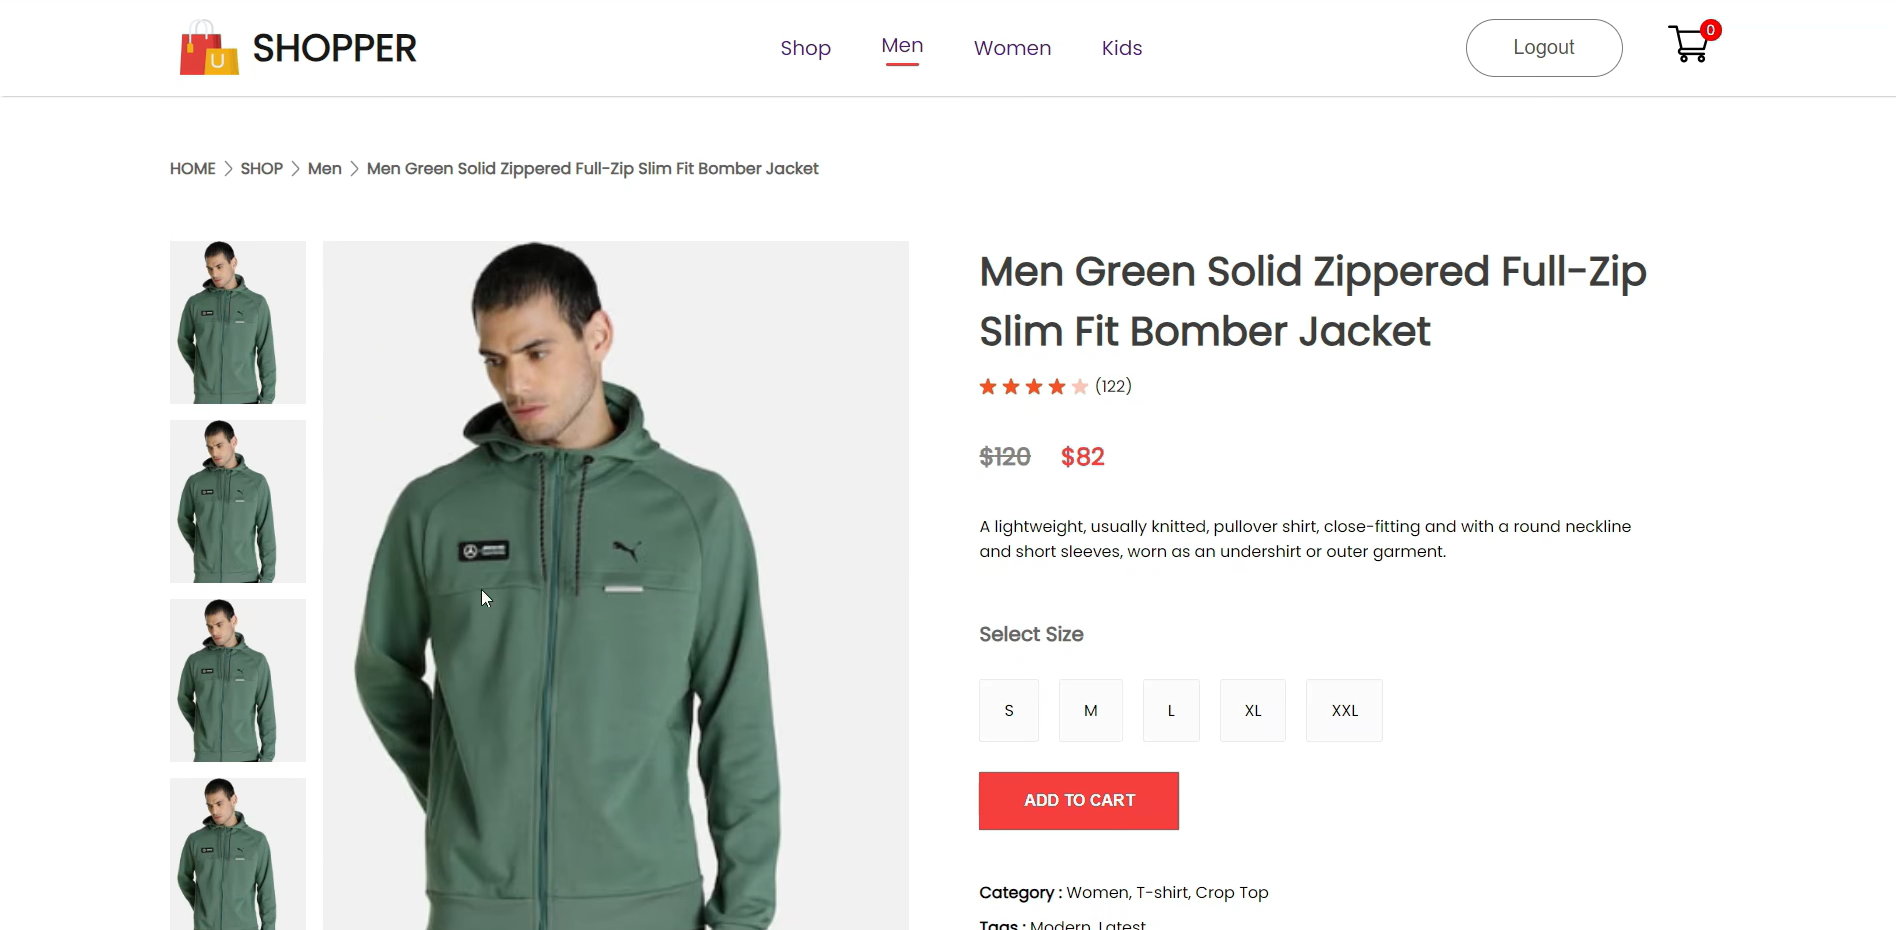 U
SHOPPER
Shop
Men
Women
Kids
Logout
0
HOME
SHOP
Men
Men Green Solid Zippered Full-Zip Slim Fit Bomber Jacket
Men Green Solid Zippered Full-Zip
Slim Fit Bomber Jacket
(122)
$120
$82
A lightweight, usually knitted, pullover shirt, close-fitting and with a round neckline
and short sleeves, worn as an undershirt or outer garment.
Select Size
S
M
L
XL
XXL
ADD TO CART
Category : Women, T-shirt, Crop Top
Tags : Modern, Latest